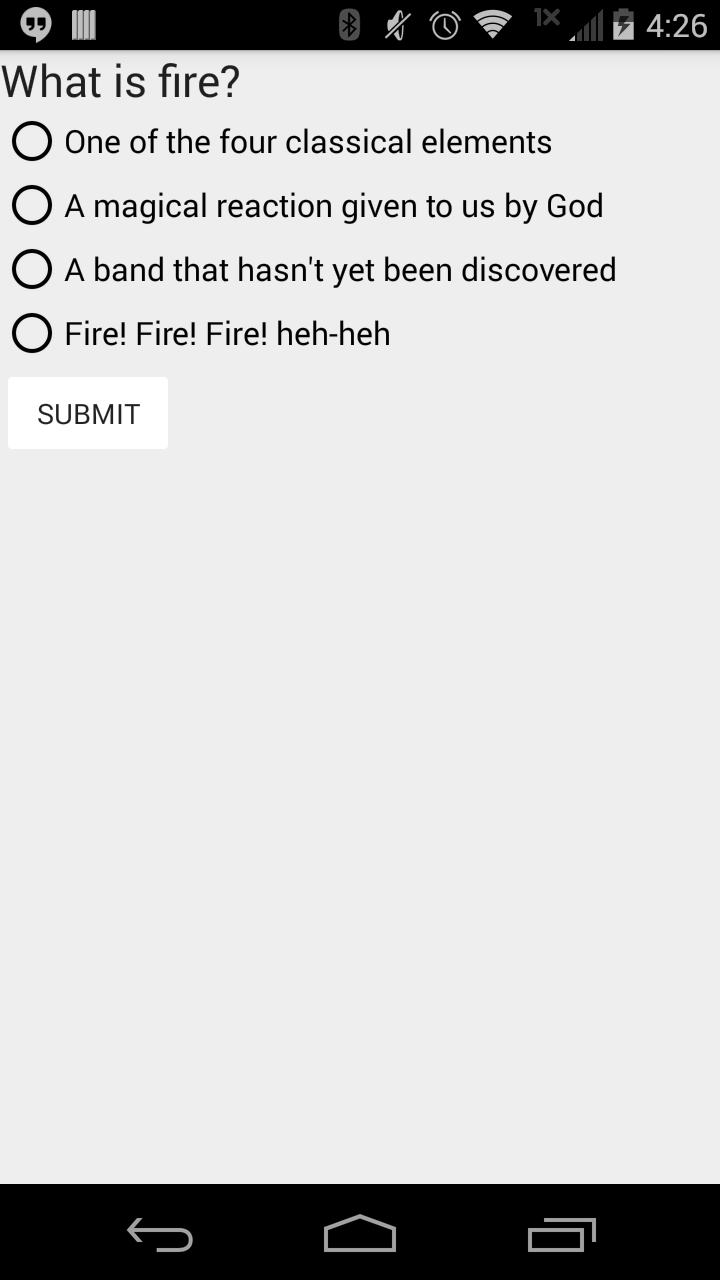 1X 4:26
What is fire?
One of the four classical elements
A magical reaction given to us by God
A band that hasn't yet been discovered
Fire! Fire! Fire! heh-heh
SUBMIT